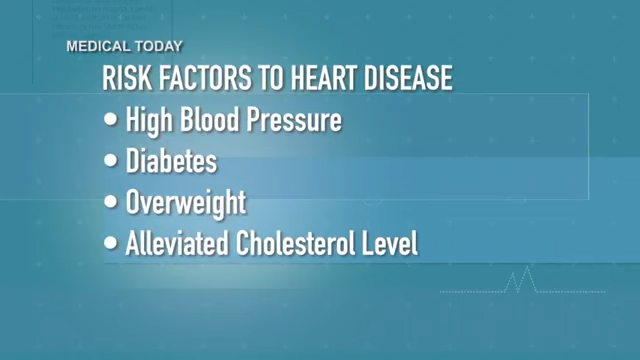 MEDICAL TODAY
RISK FACTORS TO HEART DISEASE
• High Blood Pressure
• Diabetes
• Overweight
• Alleviated Cholesterol Level